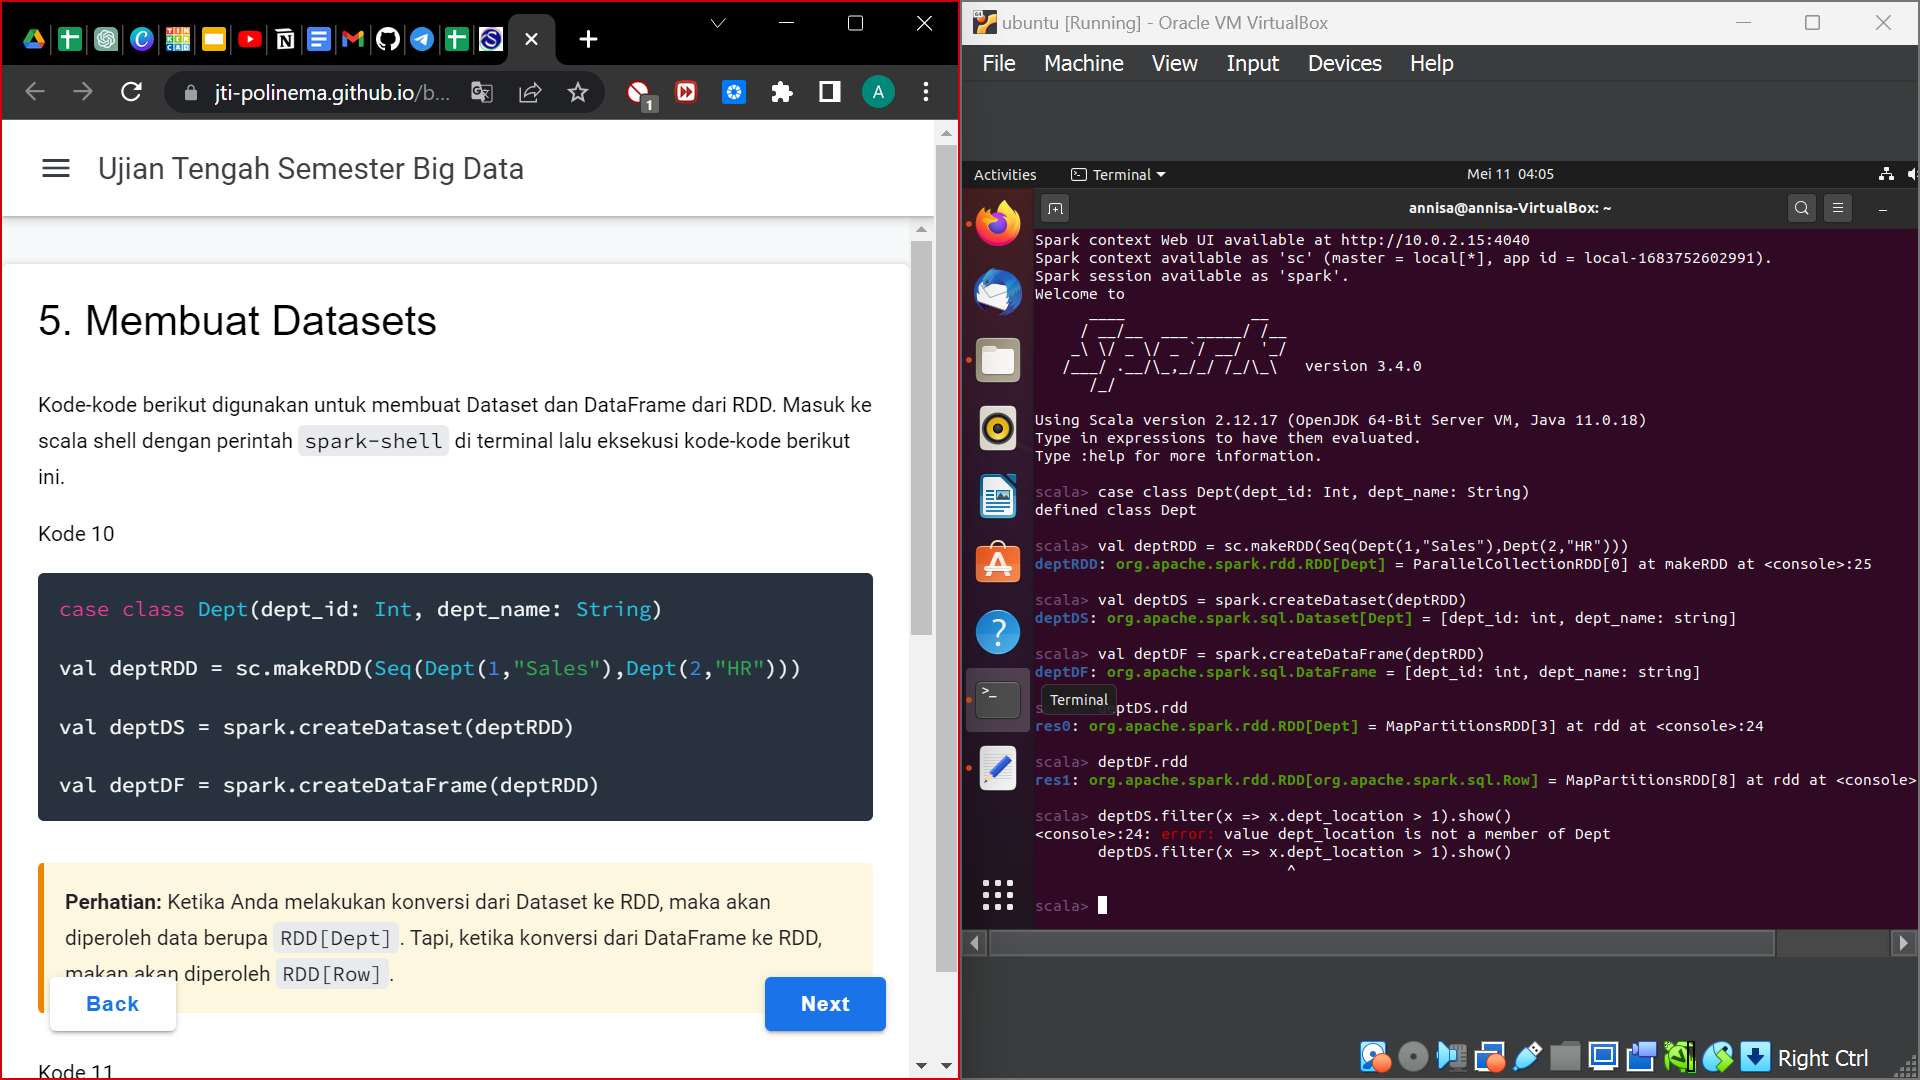 jti-polinema.github.io/b...
1
A
Ujian Tengah Semester Big Data
5. Membuat Datasets
Kode-kode berikut digunakan untuk membuat Dataset dan DataFrame dari RDD. Masuk ke
scala shell dengan perintah spark-shell di terminal lalu eksekusi kode-kode berikut
ini.
Kode 10
case class Dept(dept_id: Int, dept_name: String)
val deptRDD = sc.makeRDD(Seq(Dept(1,"Sales"),Dept(2,"HR")))
val deptDS = spark.createDataset(deptRDD)
val deptDF = spark.createDataFrame(deptRDD)
Perhatian: Ketika Anda melakukan konversi dari Dataset ke RDD, maka akan
diperoleh data berupa RDD[Dept]. Tapi, ketika konversi dari DataFrame ke RDD,
makan akan diperoleh RDD[Row].
Back
Next
Kode 11
ubuntu [Running] - Oracle VM VirtualBox
File Machine View Input Devices Help
Activities
Terminal
Mei 11 04:05
annisa@annisa-VirtualBox: ~
Spark context Web UI available at http://10.0.2.15:4040
Spark context available as 'sc' (master = local[*], app id = local-1683752602991).
Spark session available as 'spark'.
Welcome to
version 3.4.0
Using Scala version 2.12.17 (OpenJDK 64-Bit Server VM, Java 11.0.18)
Type in expressions to have them evaluated.
Type :help for more information.
scala> case class Dept(dept_id: Int, dept_name: String)
defined class Dept
scala> val deptRDD = sc.makeRDD(Seq(Dept(1,"Sales"),Dept(2,"HR")))
deptRDD: org.apache.spark.rdd.RDD[Dept] = ParallelCollectionRDD[0] at makeRDD at <console>:25
scala> val deptDS = spark.createDataset(deptRDD)
deptDS: org.apache.spark.sql.Dataset[Dept] = [dept_id: int, dept_name: string]
scala> val deptDF = spark.createDataFrame(deptRDD)
deptDF: org.apache.spark.sql.DataFrame = [dept_id: int, dept_name: string]
Terminal
ptDS.rdd
res0: org.apache.spark.rdd.RDD[Dept] = MapPartitionsRDD[3] at rdd at <console>:24
scala> deptDF.rdd
res1: org.apache.spark.rdd.RDD[org.apache.spark.sql.Row] = MapPartitionsRDD[8] at rdd at <console>
scala> deptDS.filter(x => x.dept_location > 1).show()
<console>:24: error: value dept_location is not a member of Dept
deptDS.filter(x => x.dept_location > 1).show()
^
scala>
Right Ctrl